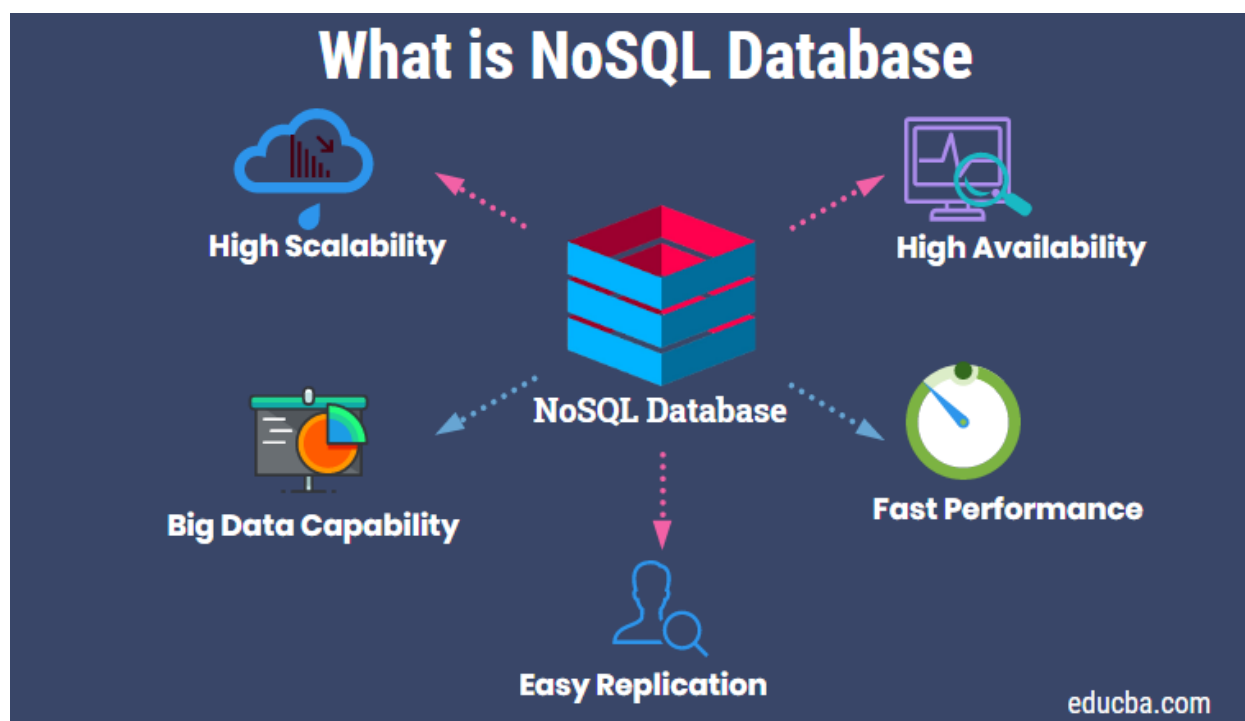 What is NoSQL Database
High Scalability
High Availability
NoSQL Database
Big Data Capability
Fast Performance
Easy Replication
educba.com